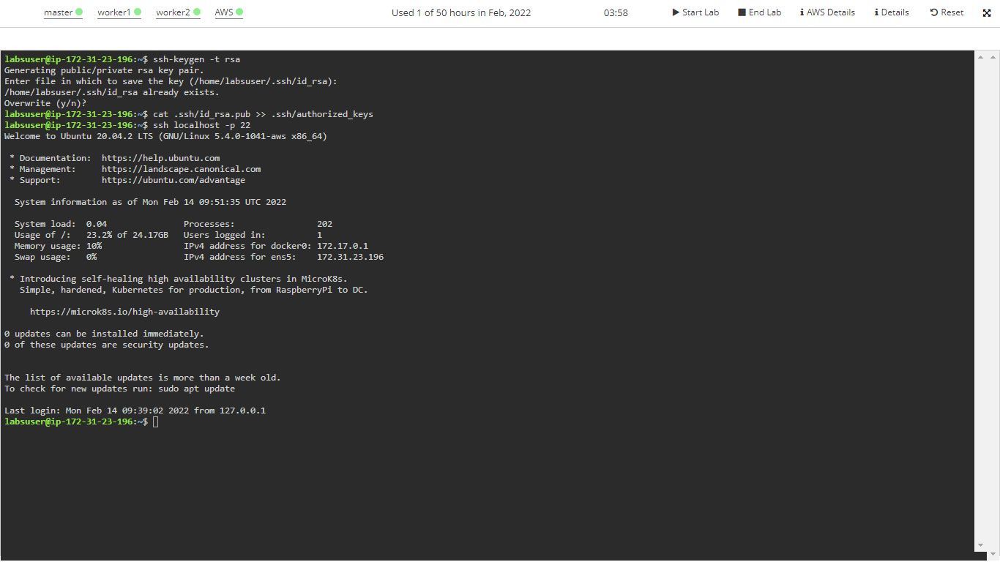 master worker1 worker2 AWS Used 1 of 50 hours in Feb, 2022 03:58 Start Lab End Lab AWS Details Details Reset
labsuser@ip-172-31-23-196:~$ ssh-keygen -t rsa
Generating public/private rsa key pair.
Enter file in which to save the key (/home/labsuser/.ssh/id_rsa):
/home/labsuser/.ssh/id_rsa already exists.
Overwrite (y/n)?
labsuser@ip-172-31-23-196:~$ cat .ssh/id_rsa.pub >> .ssh/authorized_keys
labsuser@ip-172-31-23-196:~$ ssh localhost -p 22
Welcome to Ubuntu 20.04.2 LTS (GNU/Linux 5.4.0-1041-aws x86_64)
* Documentation: https://help.ubuntu.com
* Management: https://landscape.canonical.com
* Support: https://ubuntu.com/advantage
System information as of Mon Feb 14 09:51:35 UTC 2022
System load: 0.04 Processes: 202
Usage of /: 23.2% of 24.17GB Users logged in: 1
Memory usage: 10% IPv4 address for docker0: 172.17.0.1
Swap usage: 0% IPv4 address for ens5: 172.31.23.196
* Introducing self-healing high availability clusters in MicroK8s.
Simple, hardened, Kubernetes for production, from RaspberryPi to DC.
https://microk8s.io/high-availability
0 updates can be installed immediately.
0 of these updates are security updates.
The list of available updates is more than a week old.
To check for new updates run: sudo apt update
Last login: Mon Feb 14 09:39:02 2022 from 127.0.0.1
labsuser@ip-172-31-23-196:~$